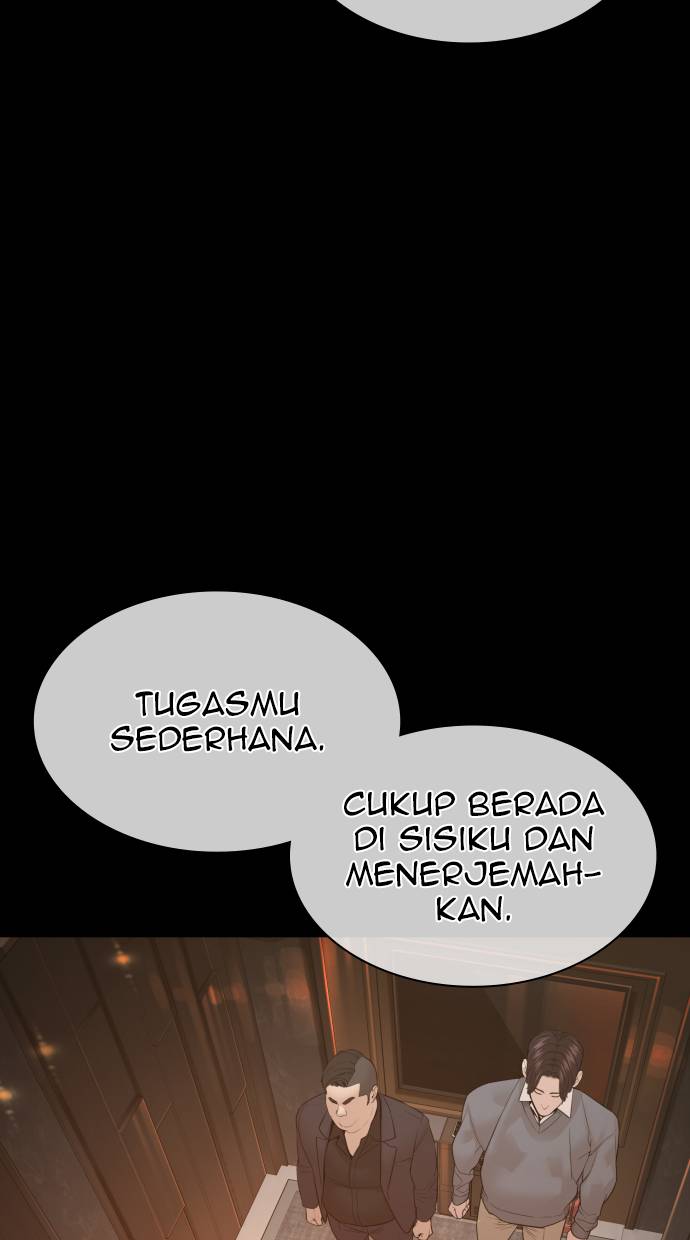 TUGASMU
SEDERHANA.
CUKUP BERADA
DI SISIKU DAN
MENERJEMAH-
KAN.